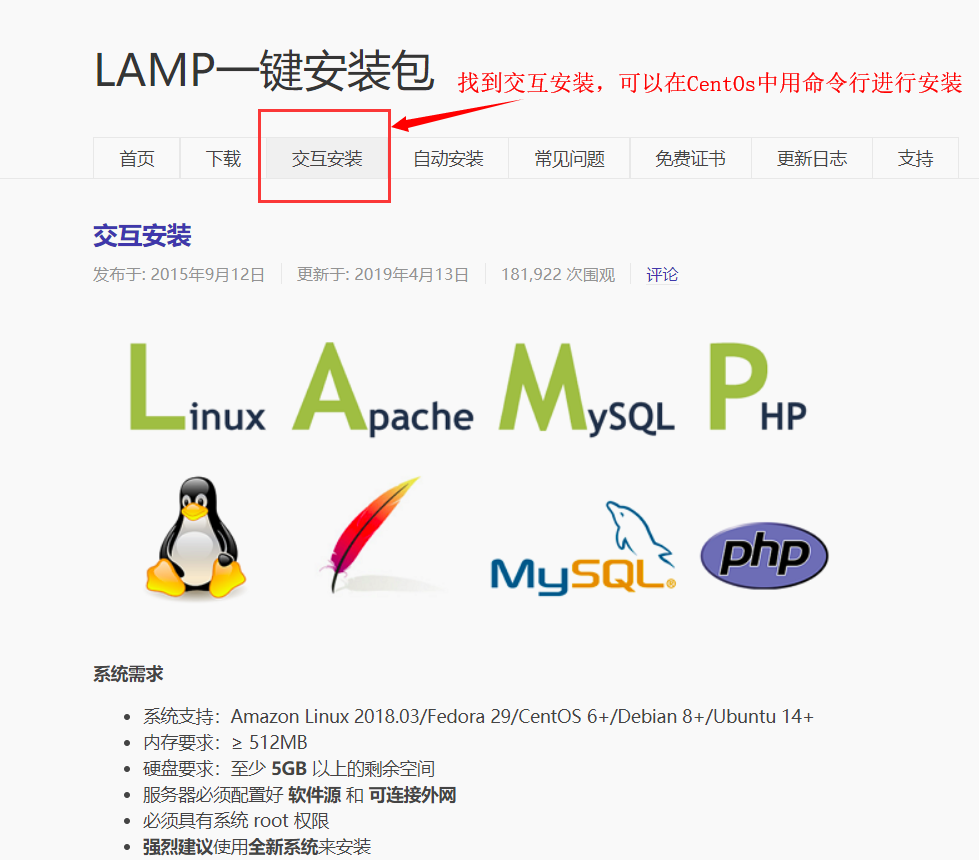 LAMP一键安装包
找到交互安装，可以在CentOs中用命令行进行安装
首页 下载 交互安装 自动安装 常见问题 免费证书 更新日志 支持
交互安装
发布于: 2015年9月12日 更新于: 2019年4月13日 181,922 次围观 评论
Linux Apache MySQL PHP
MySQL® php
系统需求
• 系统支持：Amazon Linux 2018.03/Fedora 29/CentOS 6+/Debian 8+/Ubuntu 14+
• 内存要求：≥ 512MB
• 硬盘要求：至少 5GB 以上的剩余空间
• 服务器必须配置好 软件源 和 可连接外网
• 必须具有系统 root 权限
• 强烈建议使用全新系统来安装